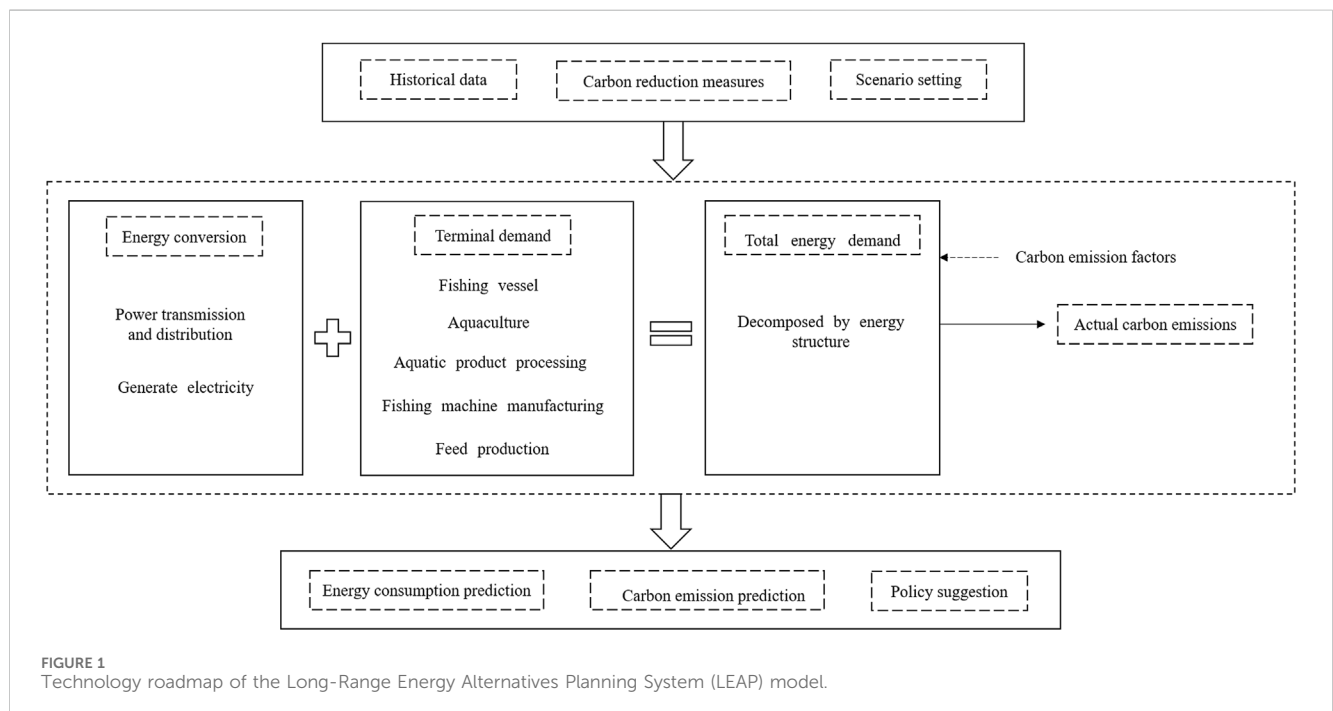 Historical data
Carbon reduction measures
Scenario setting
Energy conversion
Power transmission
and distribution
Generate electricity
Terminal demand
Fishing vessel
Aquaculture
Aquatic product processing
Fishing machine manufacturing
Feed production
Total energy demand
Decomposed by energy
structure
Carbon emission factors
Actual carbon emissions
Energy consumption prediction
Carbon emission prediction
Policy suggestion
FIGURE 1
Technology roadmap of the Long-Range Energy Alternatives Planning System (LEAP) model.